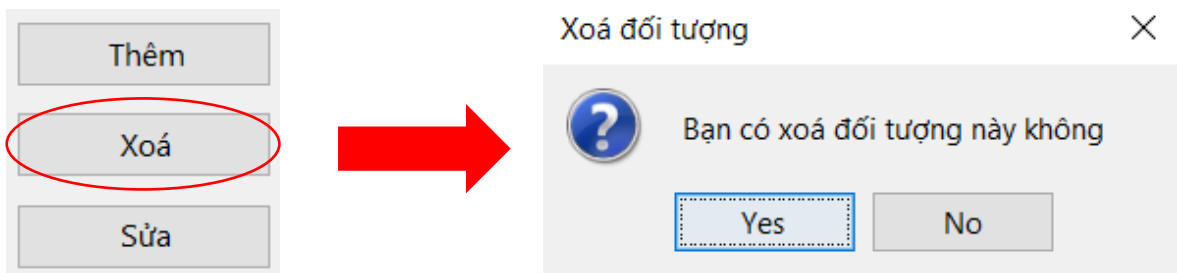 Thêm
Xoá
Sửa
Xoá đối tượng
Bạn có xoá đối tượng này không
Yes
No